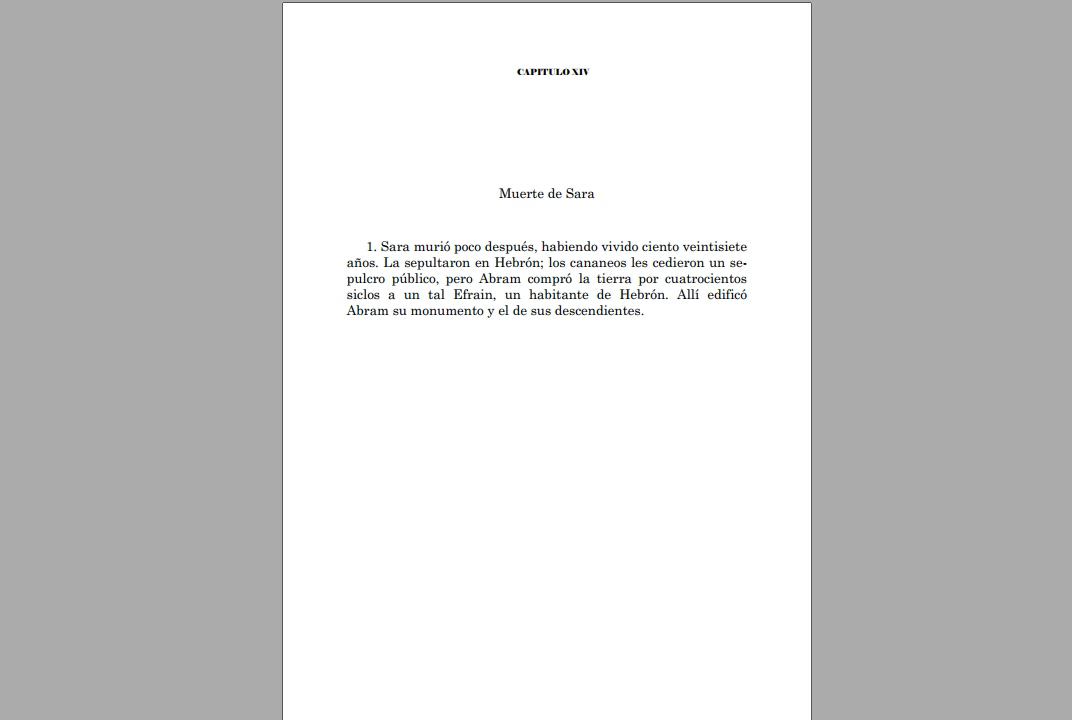 CAPITULO XIV
Muerte de Sara
1. Sara murió poco después, habiendo vivido ciento veintisiete
años. La sepultaron en Hebrón; los cananeos les cedieron un se-
pulcro público, pero Abram compró la tierra por cuatrocientos
siclos a un tal Efrain, un habitante de Hebrón. Allí edificó
Abram su monumento y el de sus descendientes.